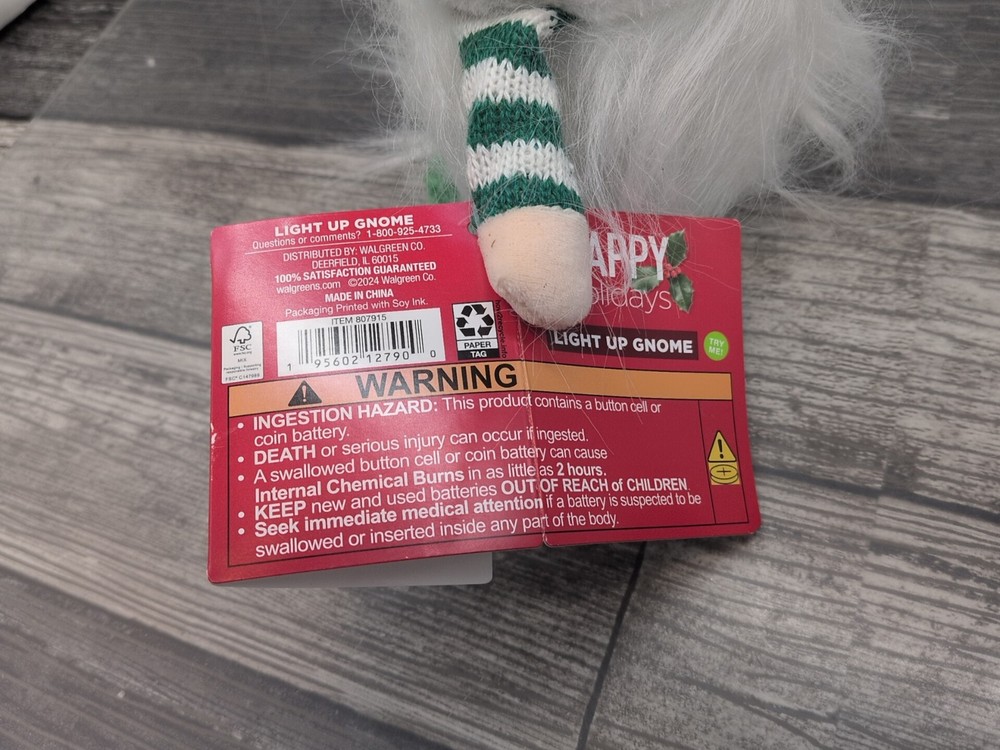 LIGHT UP GNOME
Questions or comments? 1-800-925-4733
DISTRIBUTED BY: WALGREEN CO.
DEERFIELD, IL 60015
100% SATISFACTION GUARANTEED
walgreens.com ©2024 Walgreen Co.
MADE IN CHINA
Packaging Printed with Soy Ink.
FSC
MIX
ITEM 807915
1 95602 12790 0
PAPER
TAG
APPY
olidays
LIGHT UP GNOME
TRY
ME!
WARNING
• INGESTION HAZARD: This product contains a button cell or
coin battery.
• DEATH or serious injury can occur if ingested.
• A swallowed button cell or coin battery can cause
Internal Chemical Burns in as little as 2 hours.
• KEEP new and used batteries OUT OF REACH of CHILDREN.
• Seek immediate medical attention if a battery is suspected to be
swallowed or inserted inside any part of the body.